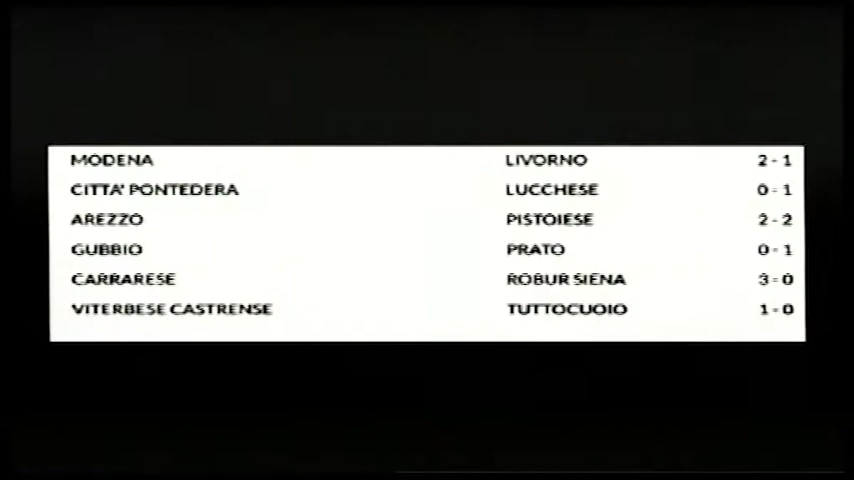 MODENA LIVORNO 2 - 1
CITTA' PONTEDERA LUCCHESE 0 - 1
AREZZO PISTOIESE 2 - 2
GUBBIO PRATO 0 - 1
CARRARESE ROBUR SIENA 3 - 0
VITERBESE CASTRENSE TUTTOCUOIO 1 - 0